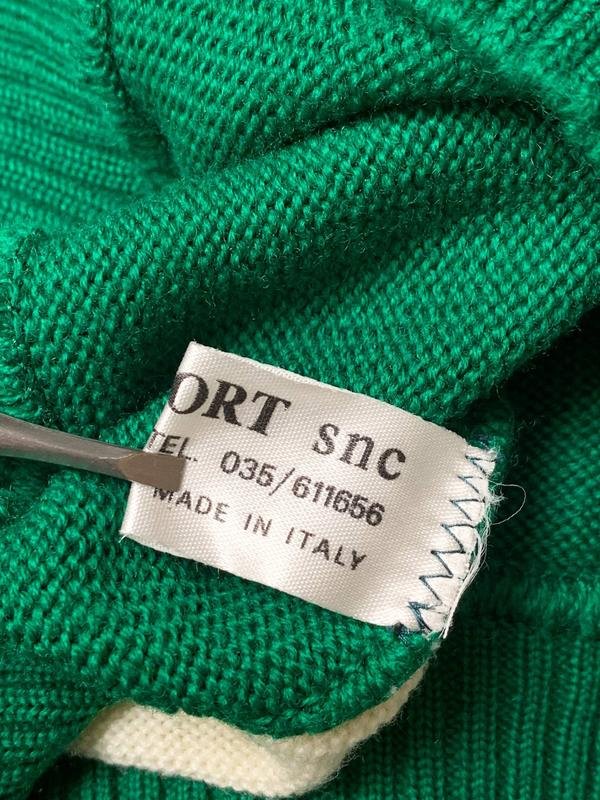 ORT snc
TEL. 035/611656
MADE IN ITALY